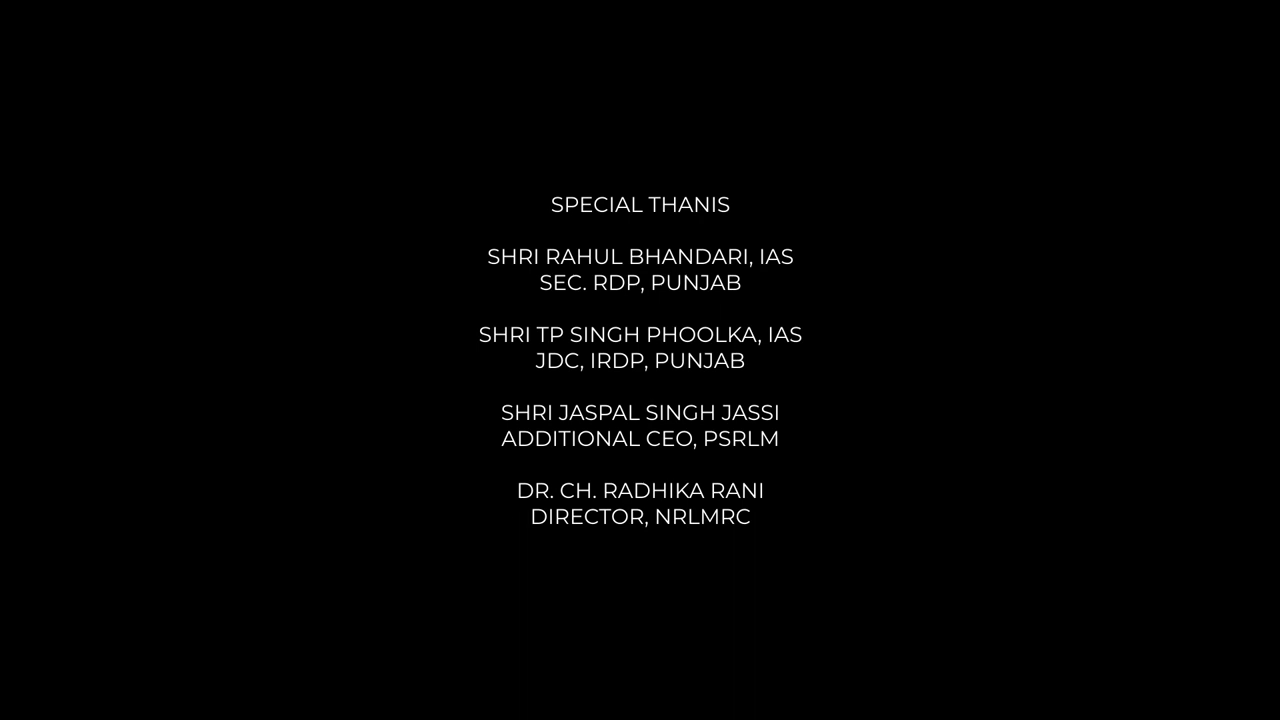 SPECIAL THANIS
SHRI RAHUL BHANDARI, IAS
SEC. RDP, PUNJAB
SHRI TP SINGH PHOOLKA, IAS
JDC, IRDP, PUNJAB
SHRI JASPAL SINGH JASSI
ADDITIONAL CEO, PSRLM
DR. CH. RADHIKA RANI
DIRECTOR, NRLMRC